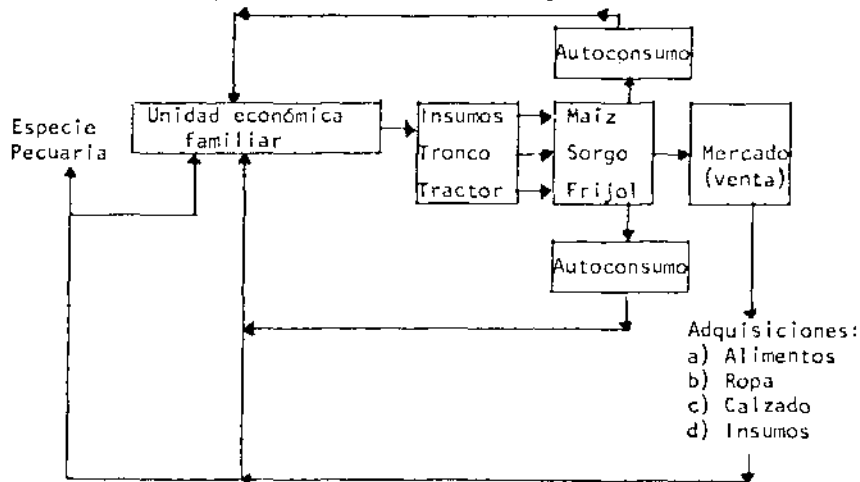 Autoconsumo
Especie
Pecuaria
Unidad económica
familiar
Insumos
Tronco
Tractor
Maíz
Sorgo
Frijol
Mercado
(venta)
Autoconsumo
Adquisiciones:
a) Alimentos
b) Ropa
c) Calzado
d) Insumos